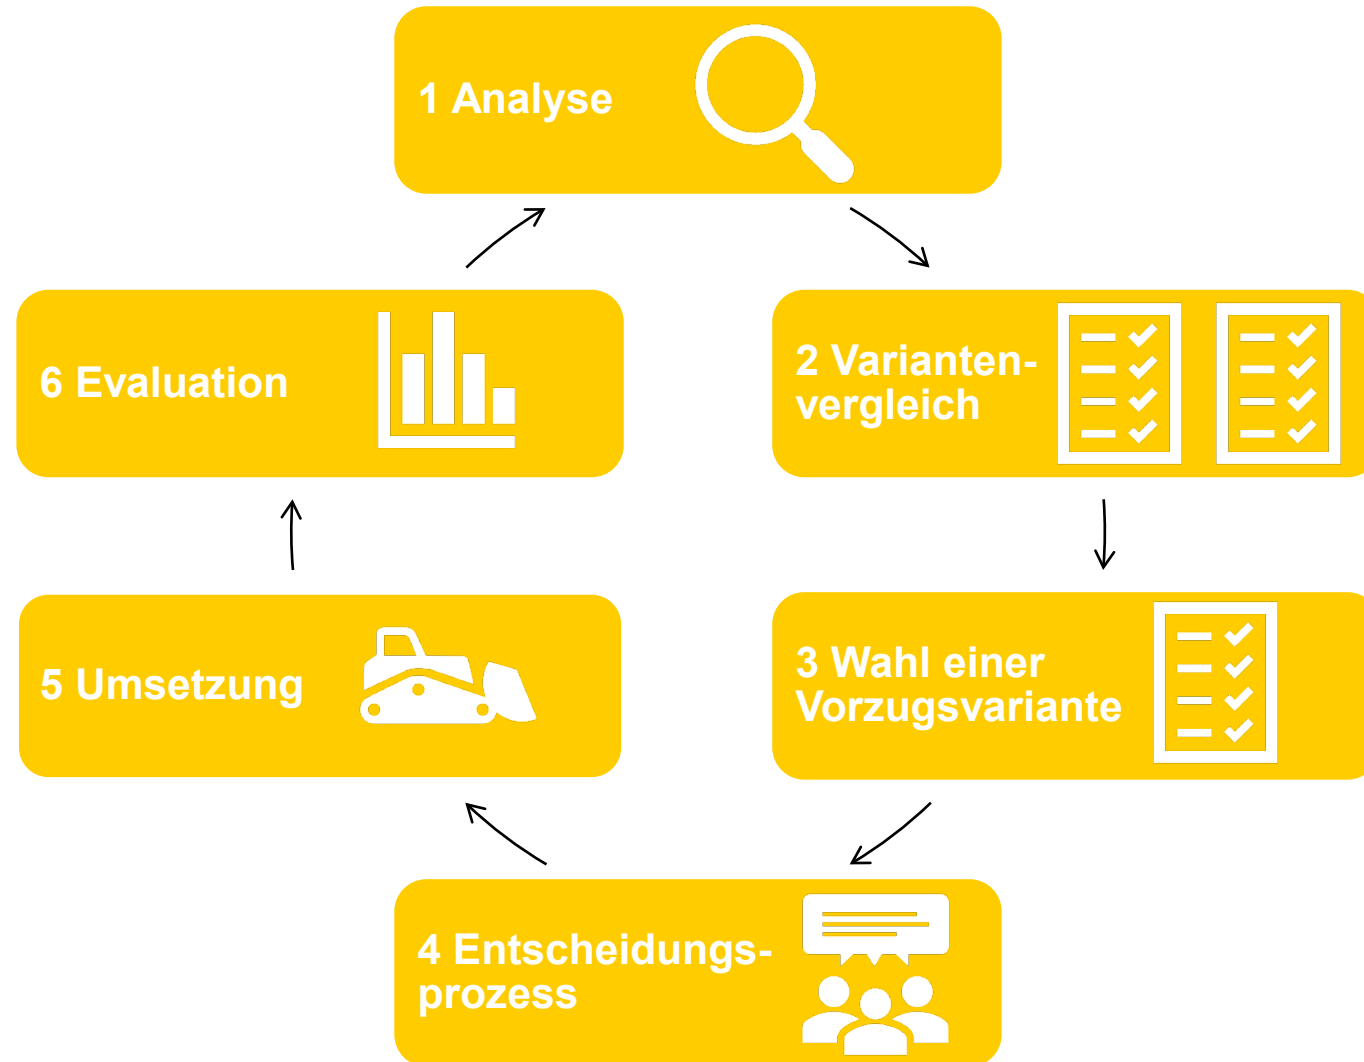 1 Analyse
2 Varianten-
vergleich
3 Wahl einer
Vorzugsvariante
4 Entscheidungs-
prozess
5 Umsetzung
6 Evaluation